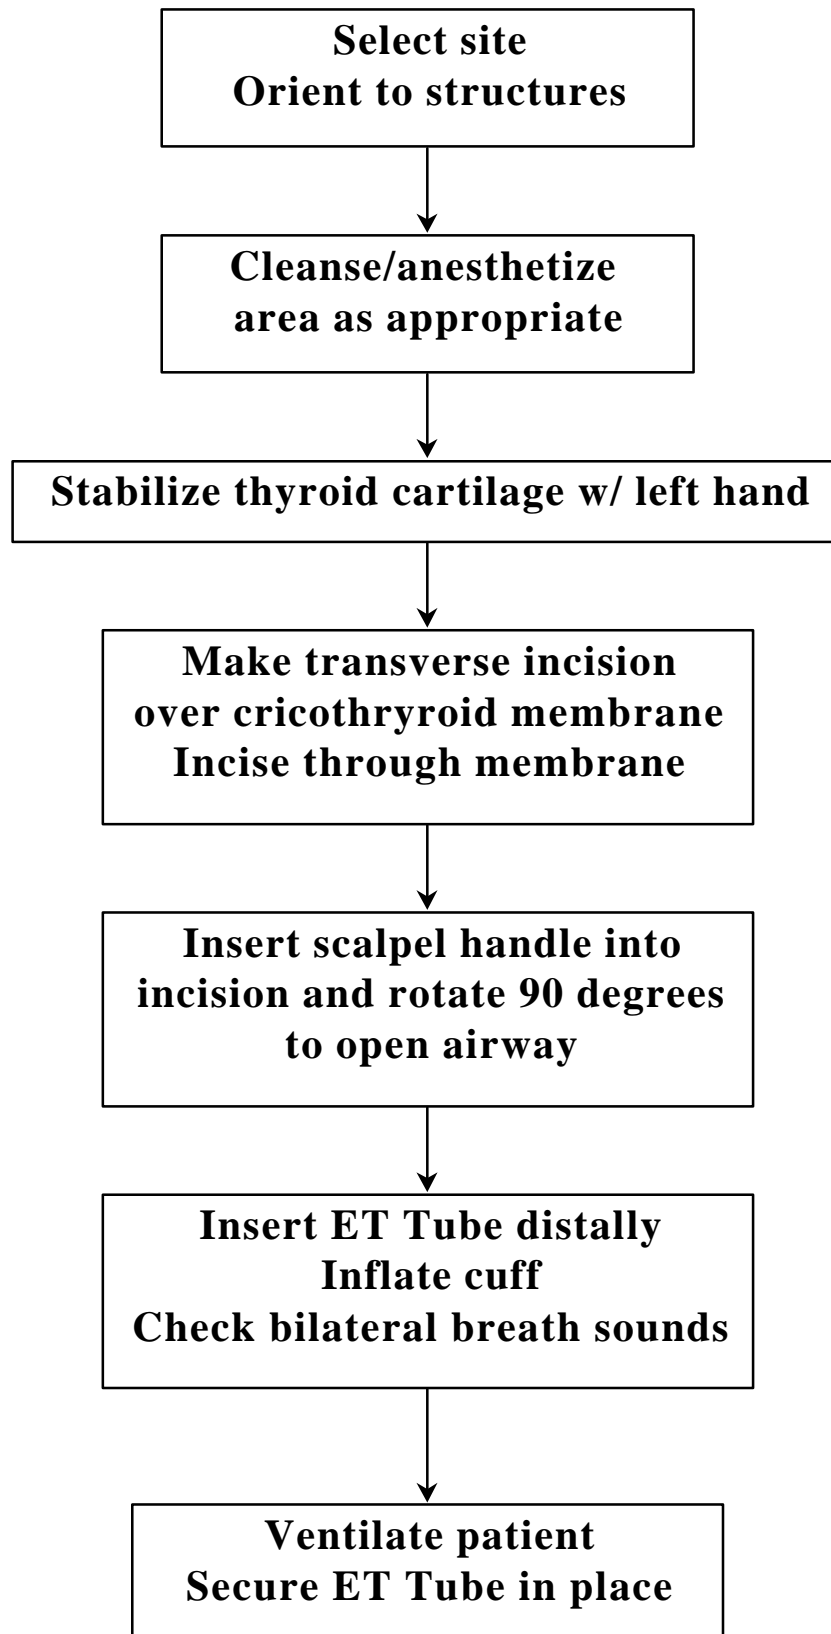 Select site
Orient to structures
Cleanse/anesthetize
area as appropriate
Stabilize thyroid cartilage w/ left hand
Make transverse incision
over cricothryroid membrane
Incise through membrane
Insert scalpel handle into
incision and rotate 90 degrees
to open airway
Insert ET Tube distally
Inflate cuff
Check bilateral breath sounds
Ventilate patient
Secure ET Tube in place